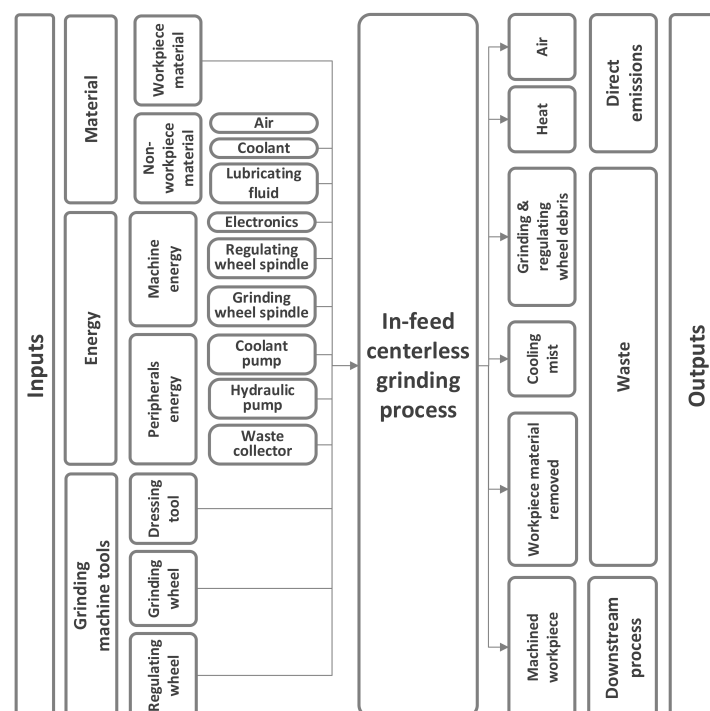 Inputs
Material
Workpiece
material
Non-
workpiece
material
Air
Coolant
Lubricating
fluid
Energy
Machine
energy
Electronics
Regulating
wheel spindle
Grinding
wheel spindle
Peripherals
energy
Coolant
pump
Hydraulic
pump
Waste
collector
Grinding
machine tools
Dressing
tool
Grinding
wheel
Regulating
wheel
In-feed
centerless
grinding
process
Air
Heat
Direct
emissions
Grinding &
regulating
wheel debris
Cooling
mist
Workpiece material
removed
Waste
Machined
workpiece
Downstream
process
Outputs